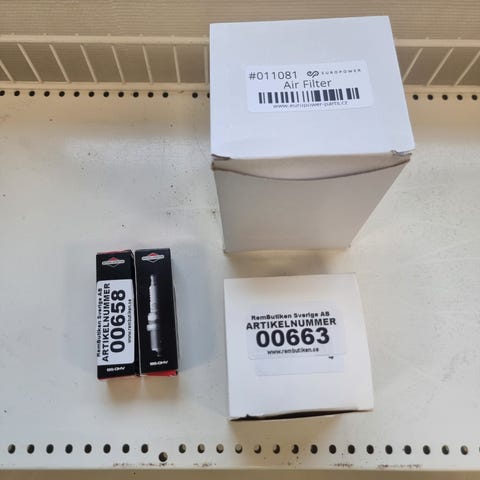 #011081 EUROPOWER
Air Filter
www.europower-parts.cz
RemButiken Sverige AB
ARTIKELNUMMER
00658
www.rembutiken.se
RemButiken Sverige AB
ARTIKELNUMMER
00663
www.rembutiken.se